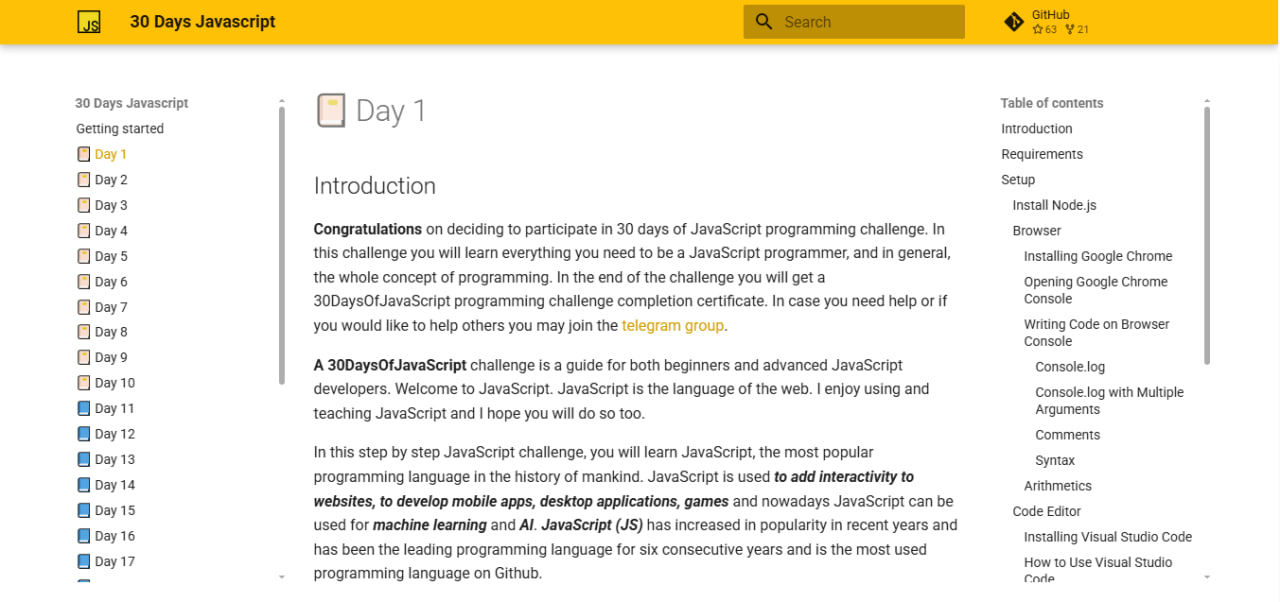 JS
30 Days Javascript
Search
GitHub
63 21
30 Days Javascript
Getting started
Day 1
Day 2
Day 3
Day 4
Day 5
Day 6
Day 7
Day 8
Day 9
Day 10
Day 11
Day 12
Day 13
Day 14
Day 15
Day 16
Day 17
Day 1
Introduction
Congratulations on deciding to participate in 30 days of JavaScript programming challenge. In
this challenge you will learn everything you need to be a JavaScript programmer, and in general,
the whole concept of programming. In the end of the challenge you will get a
30DaysOfJavaScript programming challenge completion certificate. In case you need help or if
you would like to help others you may join the telegram group.
A 30DaysOfJavaScript challenge is a guide for both beginners and advanced JavaScript
developers. Welcome to JavaScript. JavaScript is the language of the web. I enjoy using and
teaching JavaScript and I hope you will do so too.
In this step by step JavaScript challenge, you will learn JavaScript, the most popular
programming language in the history of mankind. JavaScript is used to add interactivity to
websites, to develop mobile apps, desktop applications, games and nowadays JavaScript can be
used for machine learning and AI. JavaScript (JS) has increased in popularity in recent years and
has been the leading programming language for six consecutive years and is the most used
programming language on Github.
Table of contents
Introduction
Requirements
Setup
Install Node.js
Browser
Installing Google Chrome
Opening Google Chrome
Console
Writing Code on Browser
Console
Console.log
Console.log with Multiple
Arguments
Comments
Syntax
Arithmetics
Code Editor
Installing Visual Studio Code
How to Use Visual Studio
Code